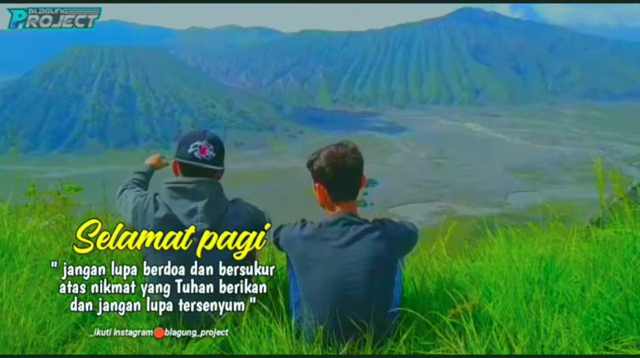 BLAGUNG
PROJECT
Selamat pagi
" jangan lupa berdoa dan bersukur
atas nikmat yang Tuhan berikan
dan jangan lupa tersenyum "
_ikuti instagram🔴blagung_project